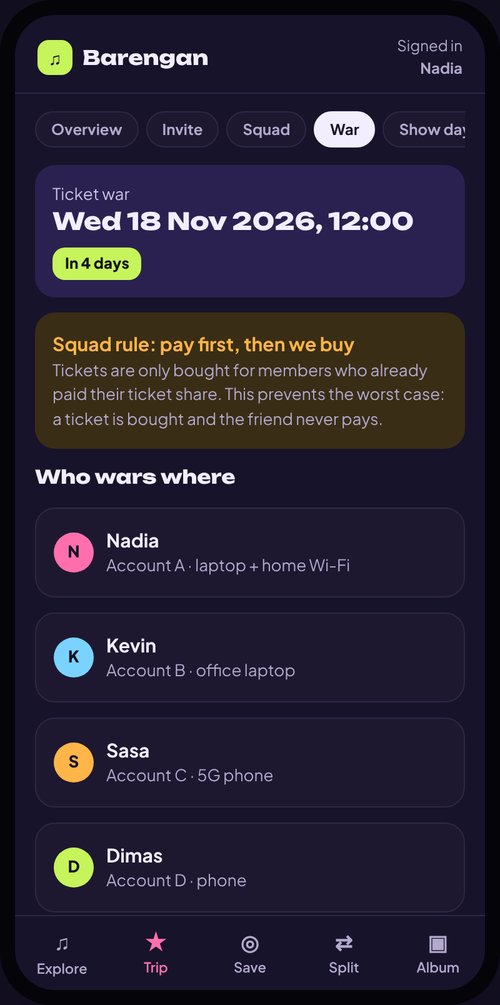 Barengan
Signed in
Nadia
Overview
Invite
Squad
War
Show day
Ticket war
Wed 18 Nov 2026, 12:00
In 4 days
Squad rule: pay first, then we buy
Tickets are only bought for members who already
paid their ticket share. This prevents the worst case:
a ticket is bought and the friend never pays.
Who wars where
N
Nadia
Account A · laptop + home Wi-Fi
K
Kevin
Account B · office laptop
S
Sasa
Account C · 5G phone
D
Dimas
Account D · phone
Explore
Trip
Save
Split
Album